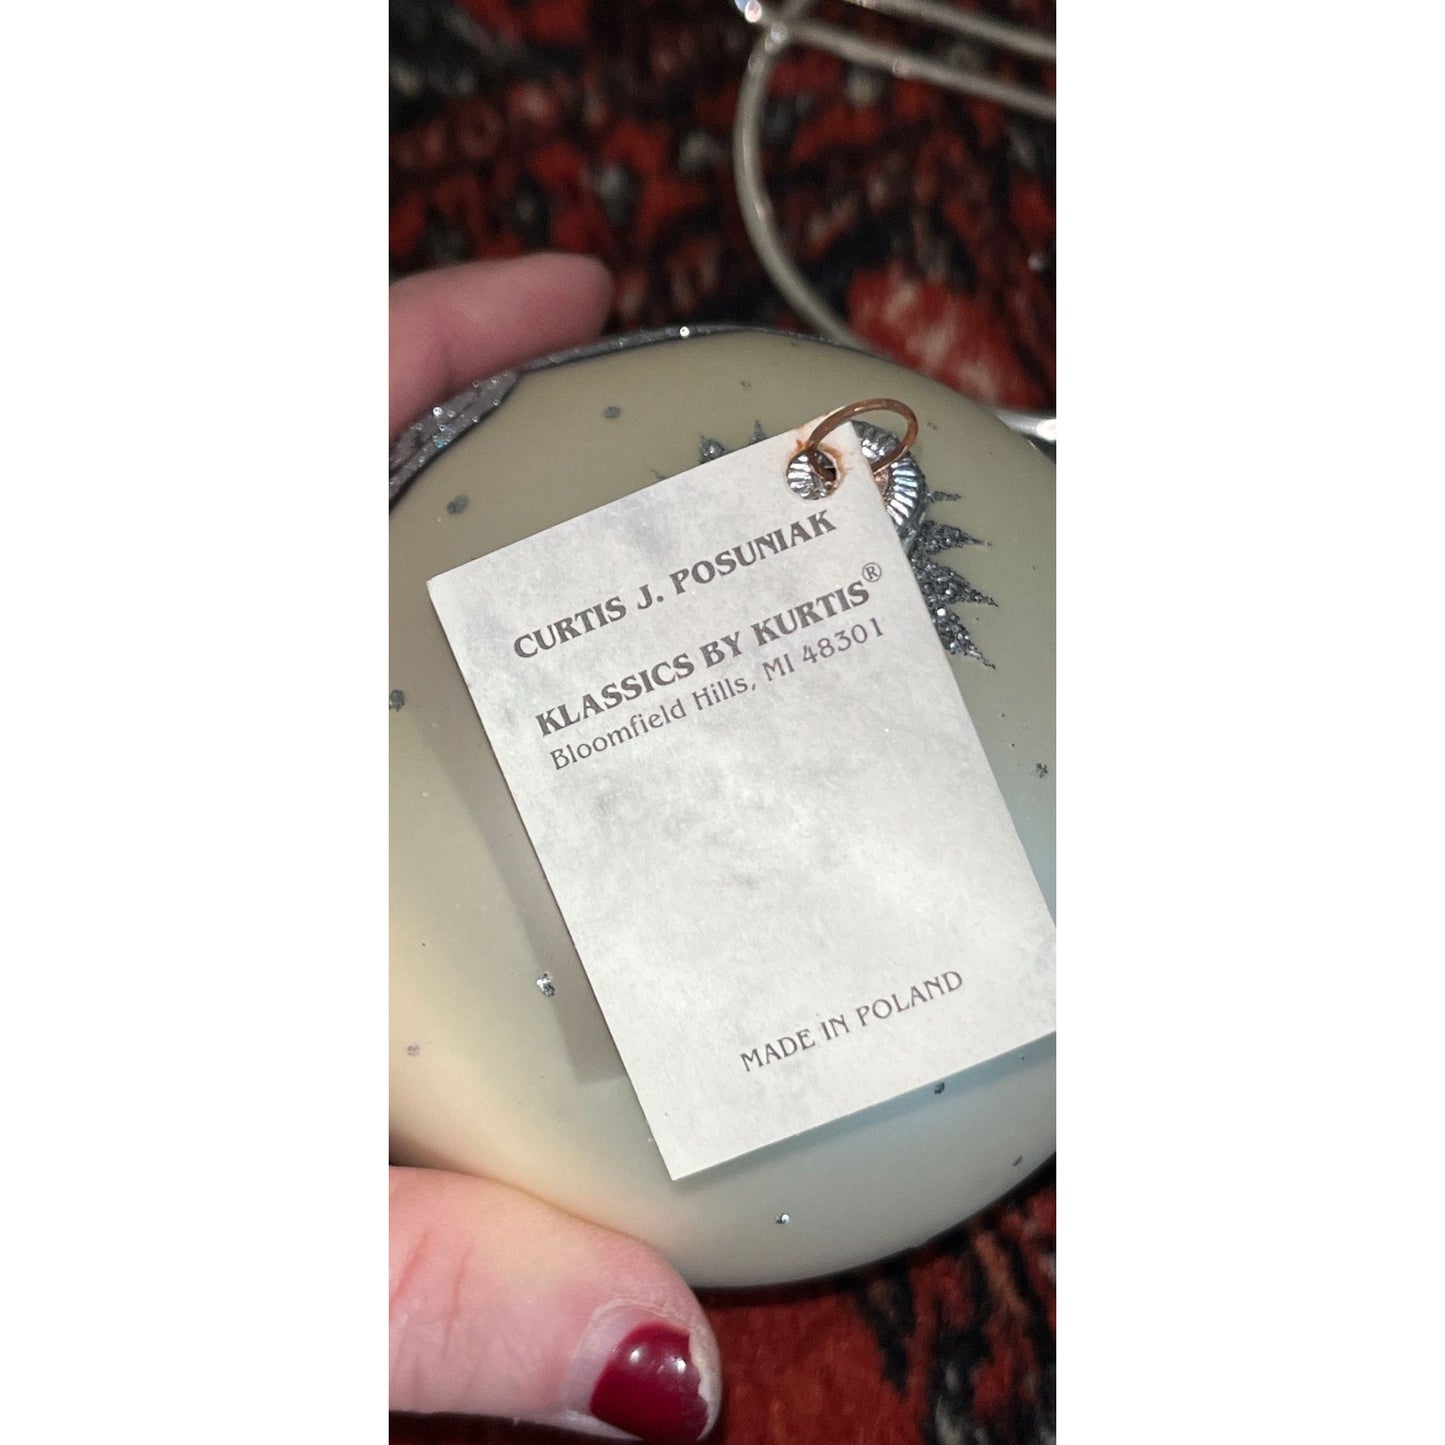 CURTIS J. POSUNIAK
KLASSICS BY KURTIS®
Bloomfield Hills, MI 48301
MADE IN POLAND